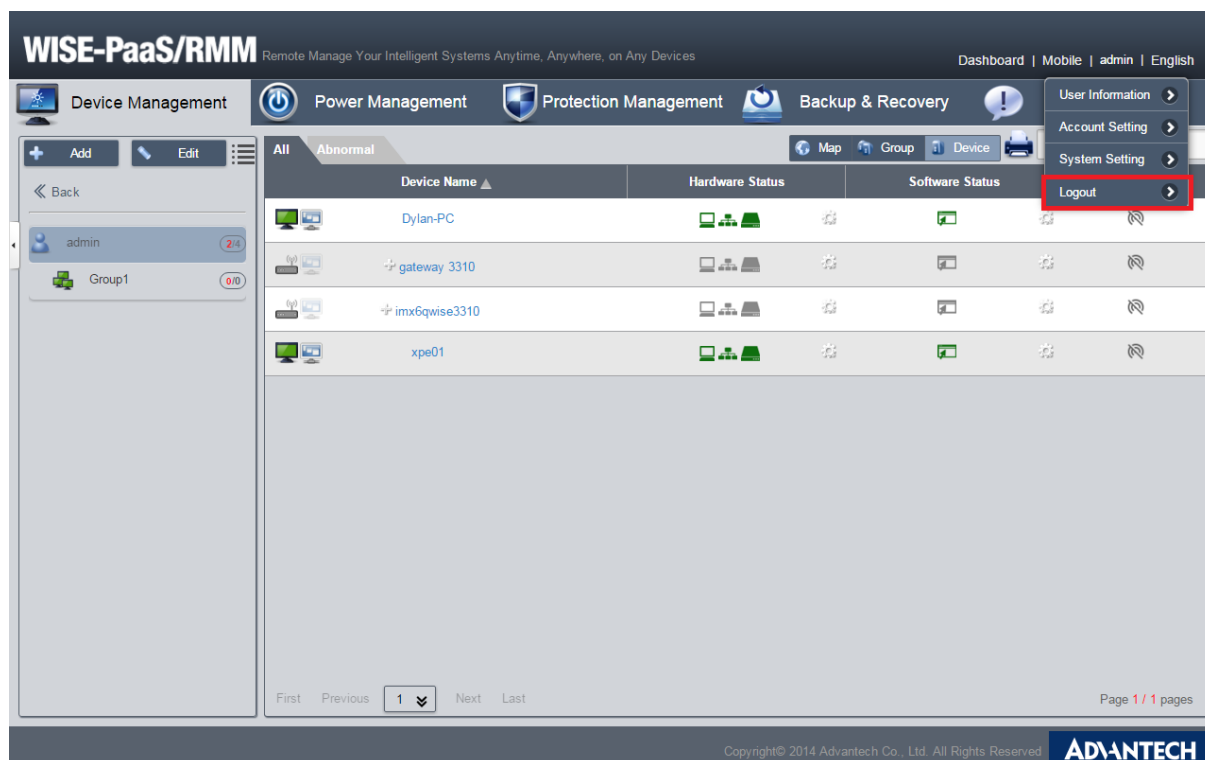 WISE-PaaS/RMM Remote Manage Your Intelligent Systems Anytime, Anywhere, on Any Devices
Dashboard | Mobile | admin | English
Device Management
Power Management
Protection Management
Backup & Recovery
User Information
Account Setting
System Setting
Logout
Add
Edit
Back
admin 2/4
Group1 0/0
All
Abnormal
Map
Group
Device
Device Name
Hardware Status
Software Status
Dylan-PC
gateway 3310
imx6qwise3310
xpe01
First Previous 1 Next Last
Page 1 / 1 pages
Copyright© 2014 Advantech Co., Ltd. All Rights Reserved
ADVANTECH